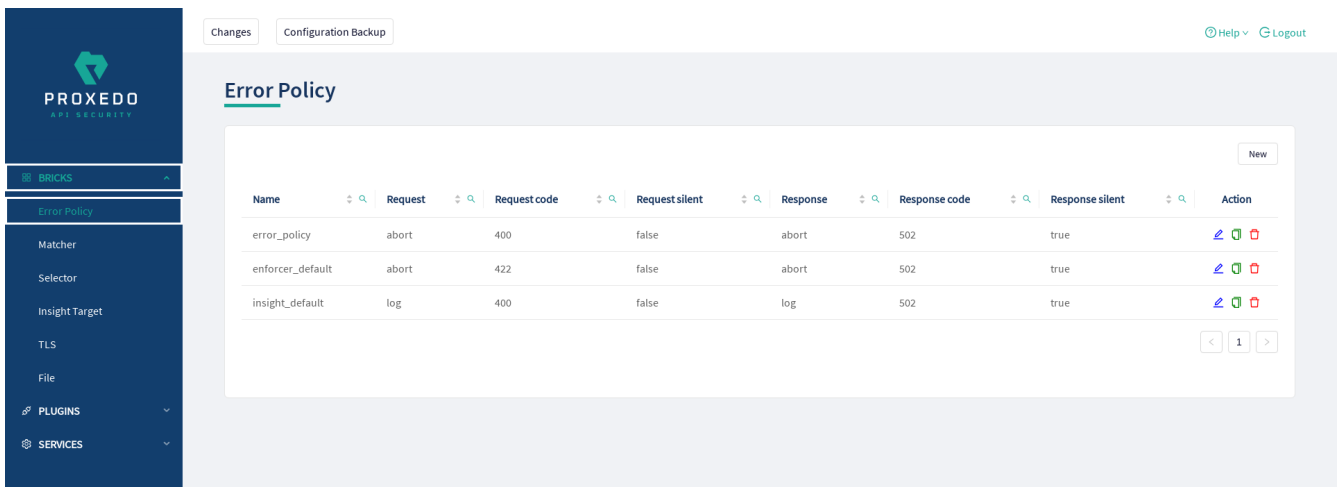 Changes Configuration Backup Help Logout
PROXEDO
API SECURITY
Error Policy
New
BRICKS
Error Policy
Matcher
Selector
Insight Target
TLS
File
PLUGINS
SERVICES
Name Request Request code Request silent Response Response code Response silent Action
error_policy abort 400 false abort 502 true
enforcer_default abort 422 false abort 502 true
insight_default log 400 false log 502 true
< 1 >